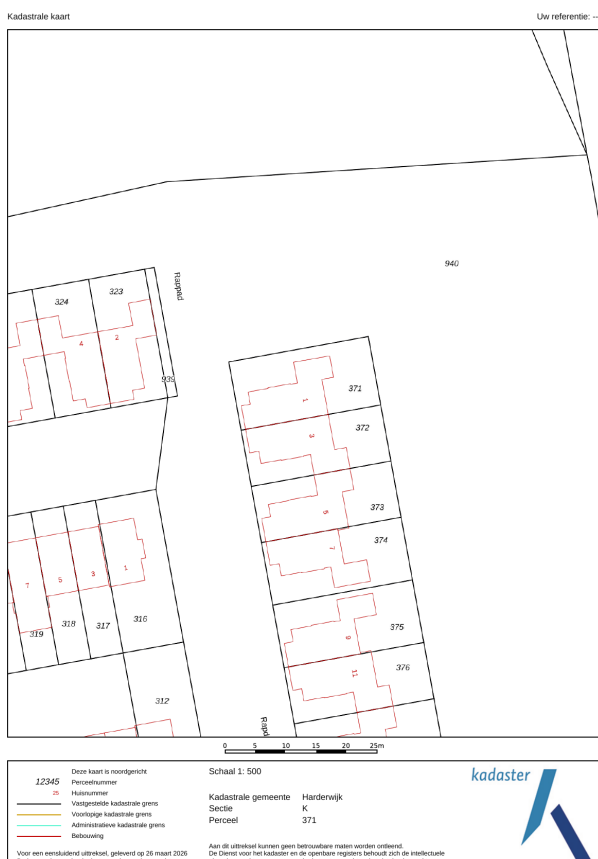 Kadastrale kaart
Uw referentie: --
940
Rappad
323
324
2
4
939
371
1
372
3
373
5
374
7
375
9
376
11
7
5
3
1
316
317
318
319
312
0 5 10 15 20 25m
Deze kaart is noordgericht
12345 Perceelnummer
25 Huisnummer
Vastgestelde kadastrale grens
Voorlopige kadastrale grens
Administratieve kadastrale grens
Bebouwing
Voor een eensluidend uittreksel, geleverd op 26 maart 2026
Schaal 1: 500
Kadastrale gemeente Harderwijk
Sectie K
Perceel 371
Aan dit uittreksel kunnen geen betrouwbare maten worden ontleend.
De Dienst voor het kadaster en de openbare registers behoudt zich de intellectuele
kadaster